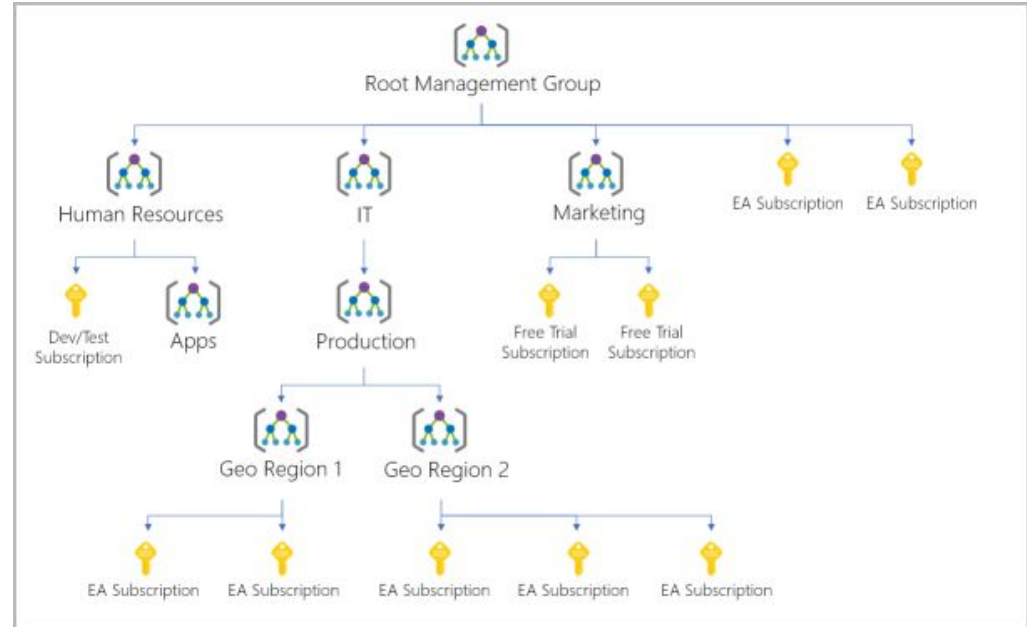 Root Management Group
Human Resources
IT
Marketing
EA Subscription
EA Subscription
Dev/Test
Subscription
Apps
Production
Free Trial
Subscription
Free Trial
Subscription
Geo Region 1
Geo Region 2
EA Subscription
EA Subscription
EA Subscription
EA Subscription
EA Subscription